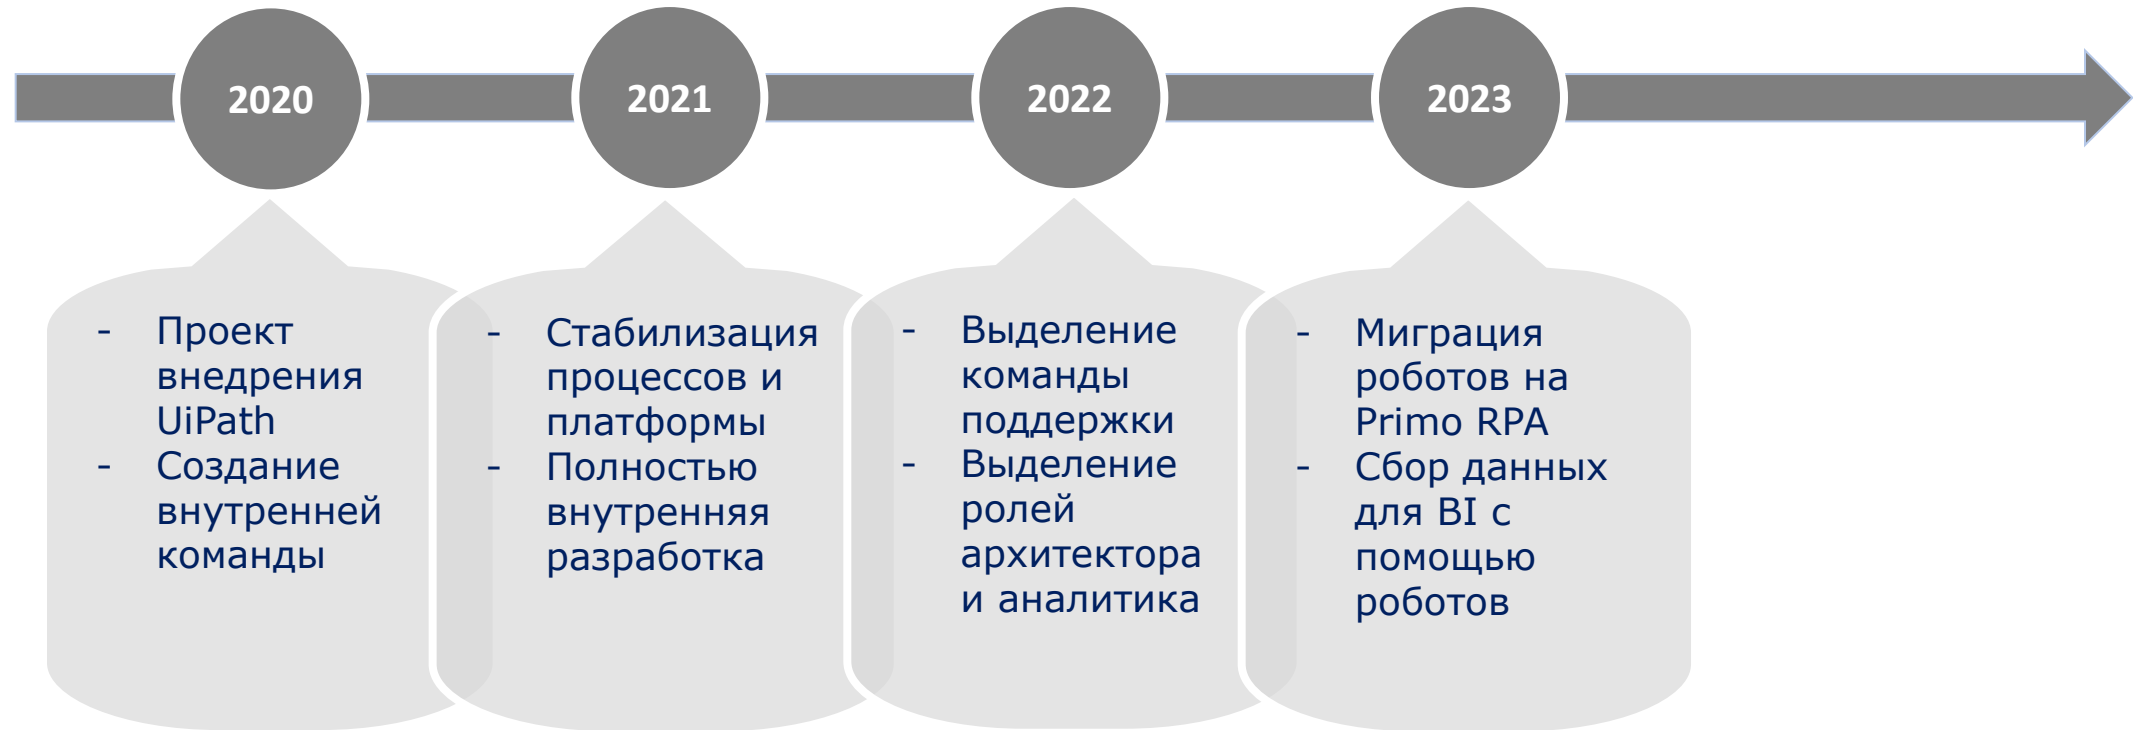 2020
2021
2022
2023
- Проект
внедрения
UiPath
- Создание
внутренней
команды
- Стабилизация
процессов и
платформы
- Полностью
внутренняя
разработка
- Выделение
команды
поддержки
- Выделение
ролей
архитектора
и аналитика
- Миграция
роботов на
Primo RPA
- Сбор данных
для BI с
помощью
роботов